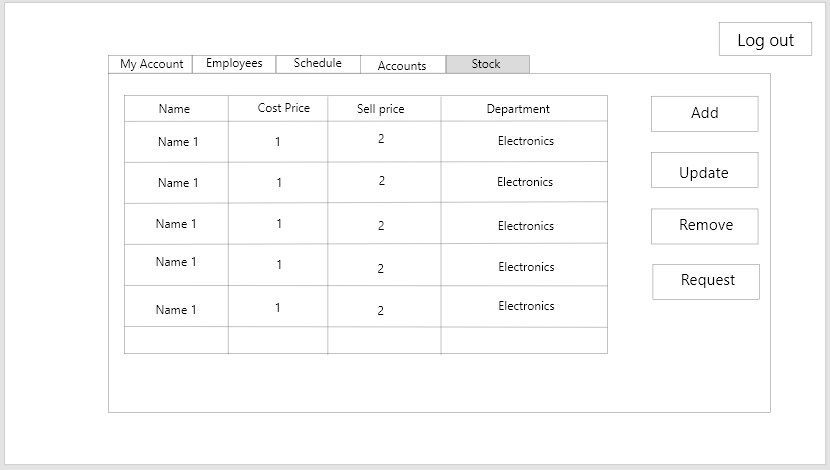 Log out
My Account Employees Schedule Accounts Stock
Name Cost Price Sell price Department
Name 1 1 2 Electronics
Name 1 1 2 Electronics
Name 1 1 2 Electronics
Name 1 1 2 Electronics
Name 1 1 2 Electronics
Add
Update
Remove
Request